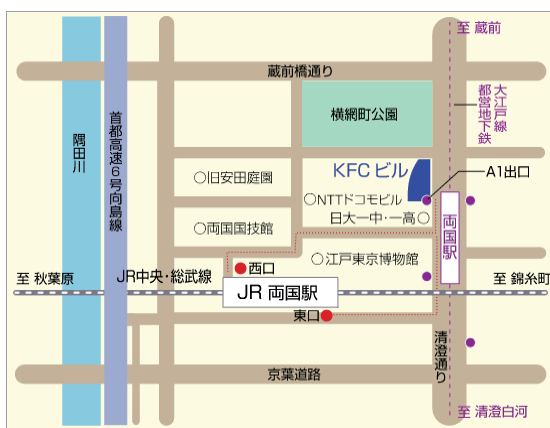 至 蔵前
蔵前橋通り
大江戸線
都営地下鉄
首都高速6号向島線
隅田川
横網町公園
KFC ビル
A1出口
○旧安田庭園
○NTTドコモビル
日大一中・一高○
○両国国技館
両国駅
○江戸東京博物館
西口
至 秋葉原
JR中央・総武線
至 錦糸町
JR 両国駅
東口
清澄通り
京葉道路
至 清澄白河